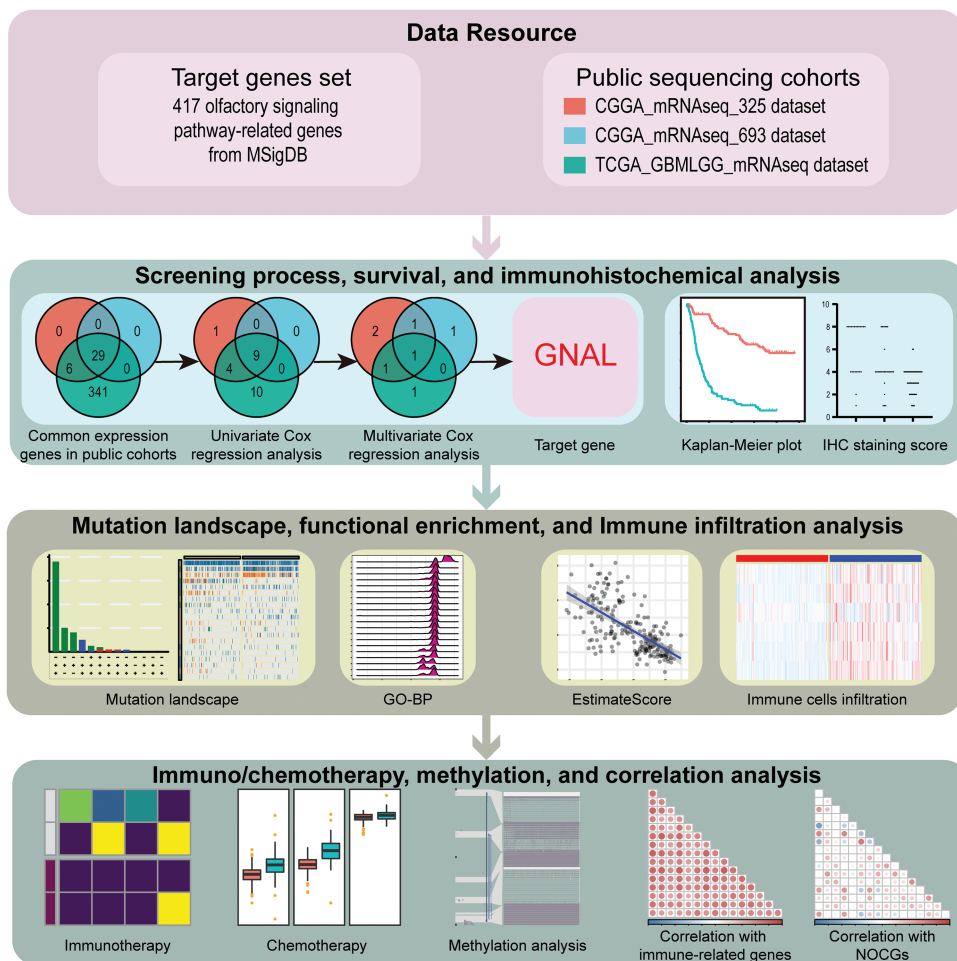 Data Resource
Target genes set
417 olfactory signaling
pathway-related genes
from MSigDB
Public sequencing cohorts
CGGA_mRNAseq_325 dataset
CGGA_mRNAseq_693 dataset
TCGA_GBMLGG_mRNAseq dataset
Screening process, survival, and immunohistochemical analysis
0 0 0
29
6 0
341
Common expression
genes in public cohorts
1 0 0
9
4 0
10
Univariate Cox
regression analysis
2 1 1
1
1 0
1
Multivariate Cox
regression analysis
GNAL
Target gene
Kaplan-Meier plot
10
8
6
4
2
0
IHC staining score
Mutation landscape, functional enrichment, and Immune infiltration analysis
Mutation landscape
GO-BP
EstimateScore
Immune cells infiltration
Immuno/chemotherapy, methylation, and correlation analysis
Immunotherapy
Chemotherapy
Methylation analysis
Correlation with
immune-related genes
Correlation with
NOCGs